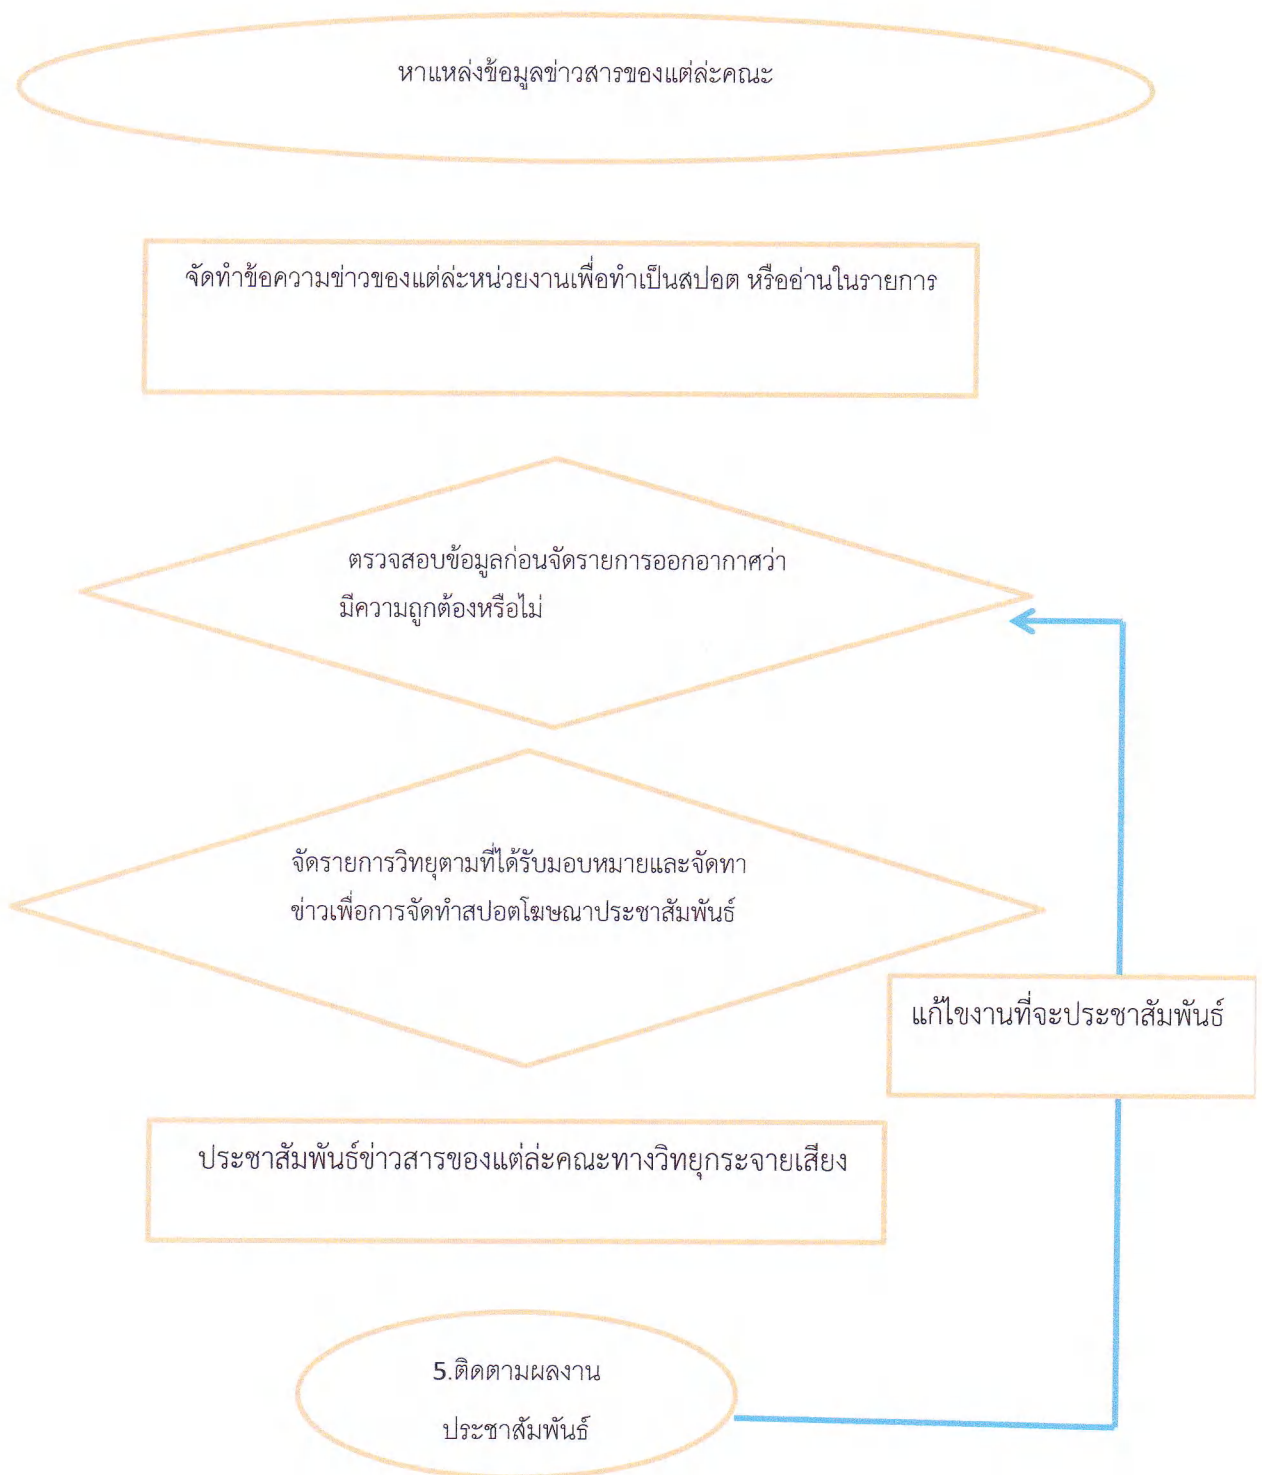 หาแหล่งข้อมูลข่าวสารของแต่ล่ะคณะ
จัดทำข้อความข่าวของแต่ล่ะหน่วยงานเพื่อทำเป็นสปอต หรืออ่านในรายการ
ตรวจสอบข้อมูลก่อนจัดรายการออกอากาศว่า
มีความถูกต้องหรือไม่
จัดรายการวิทยุตามที่ได้รับมอบหมายและจัดทา
ข่าวเพื่อการจัดทำสปอตโฆษณาประชาสัมพันธ์
แก้ไขงานที่จะประชาสัมพันธ์
ประชาสัมพันธ์ข่าวสารของแต่ล่ะคณะทางวิทยุกระจายเสียง
5.ติดตามผลงาน
ประชาสัมพันธ์